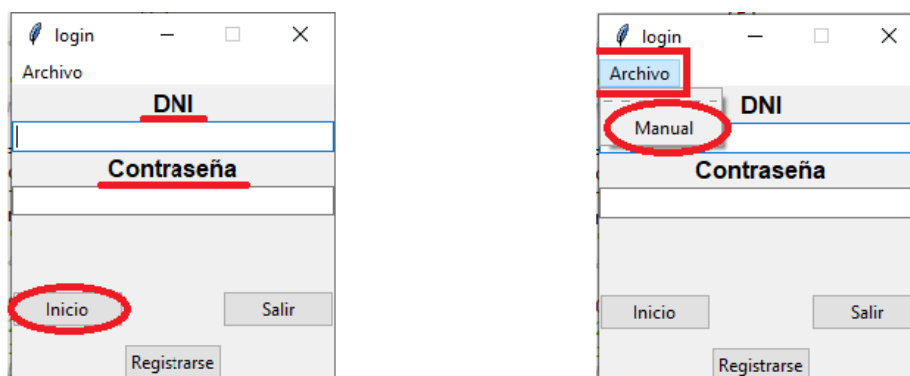 login
Archivo
DNI
Contraseña
Inicio
Salir
Registrarse
login
Archivo
Manual
DNI
Contraseña
Inicio
Salir
Registrarse